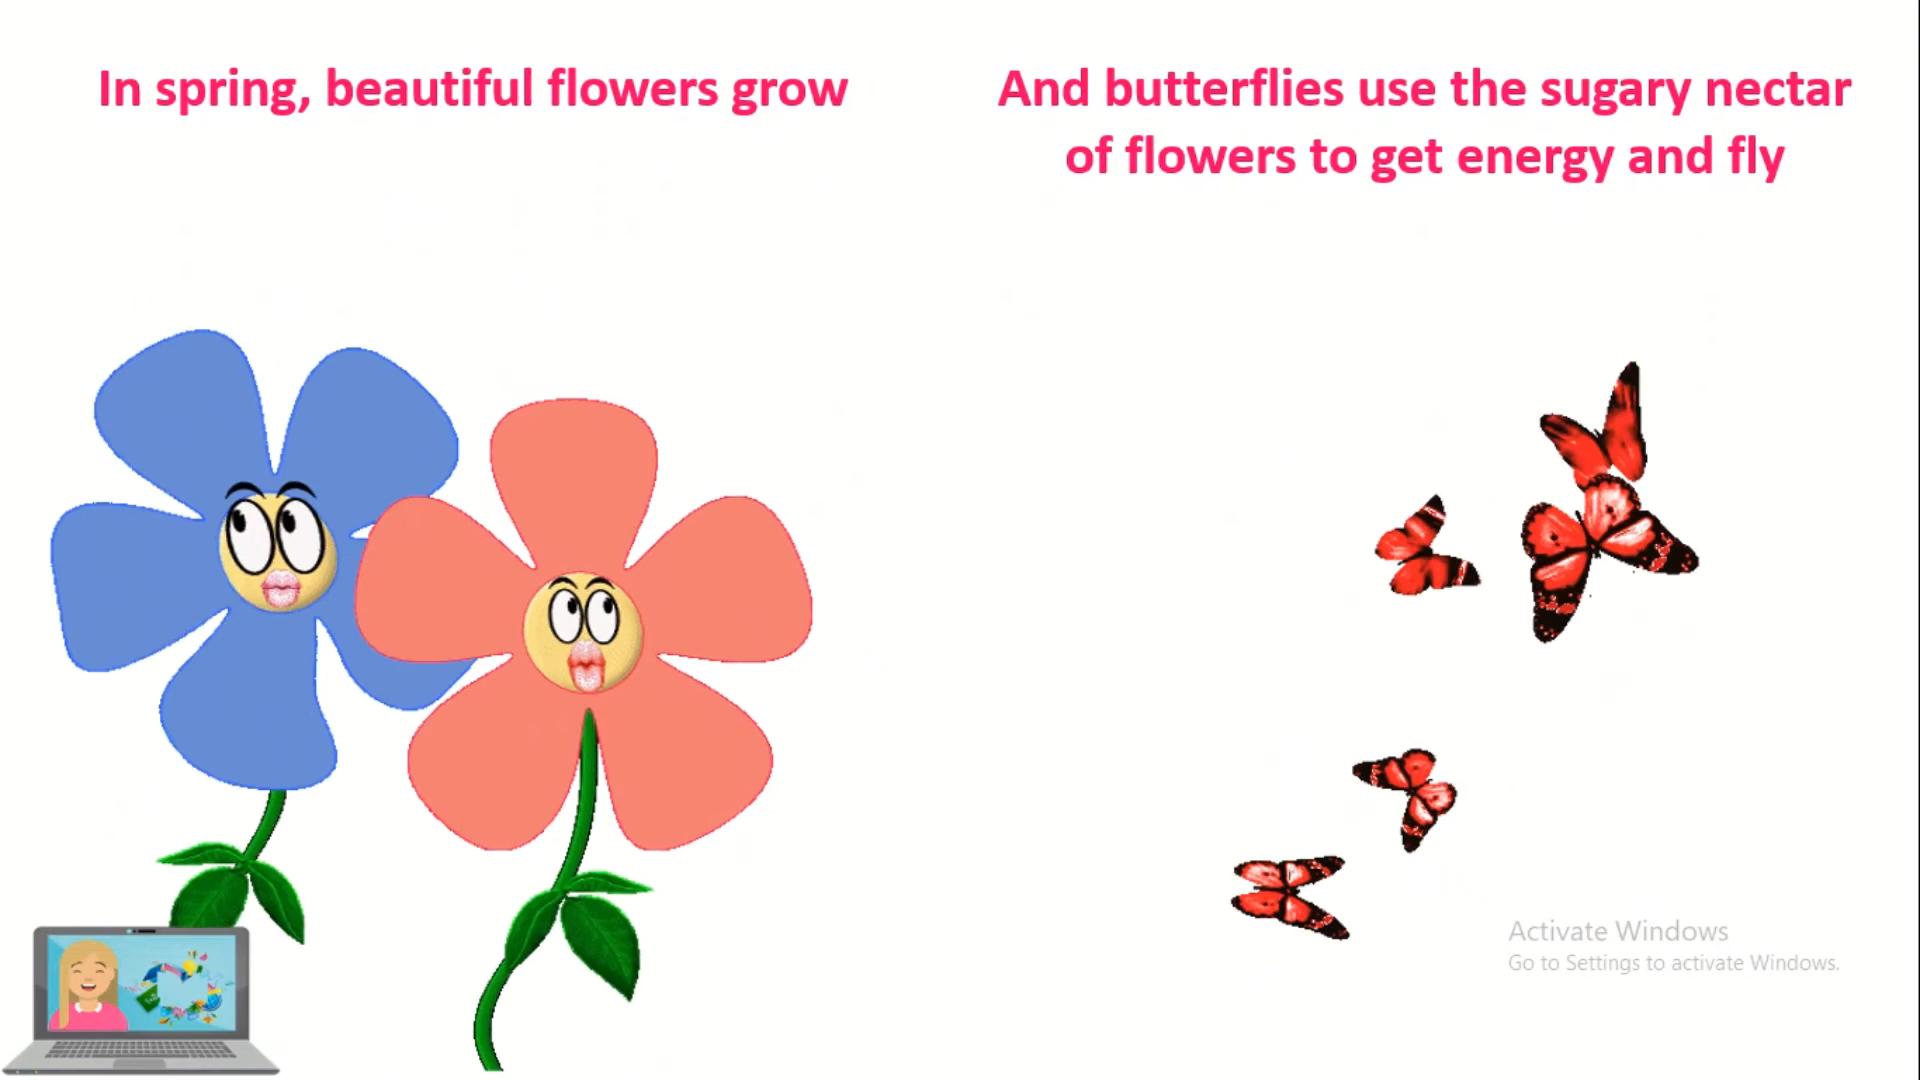 In spring, beautiful flowers grow
And butterflies use the sugary nectar
of flowers to get energy and fly
Activate Windows
Go to Settings to activate Windows.